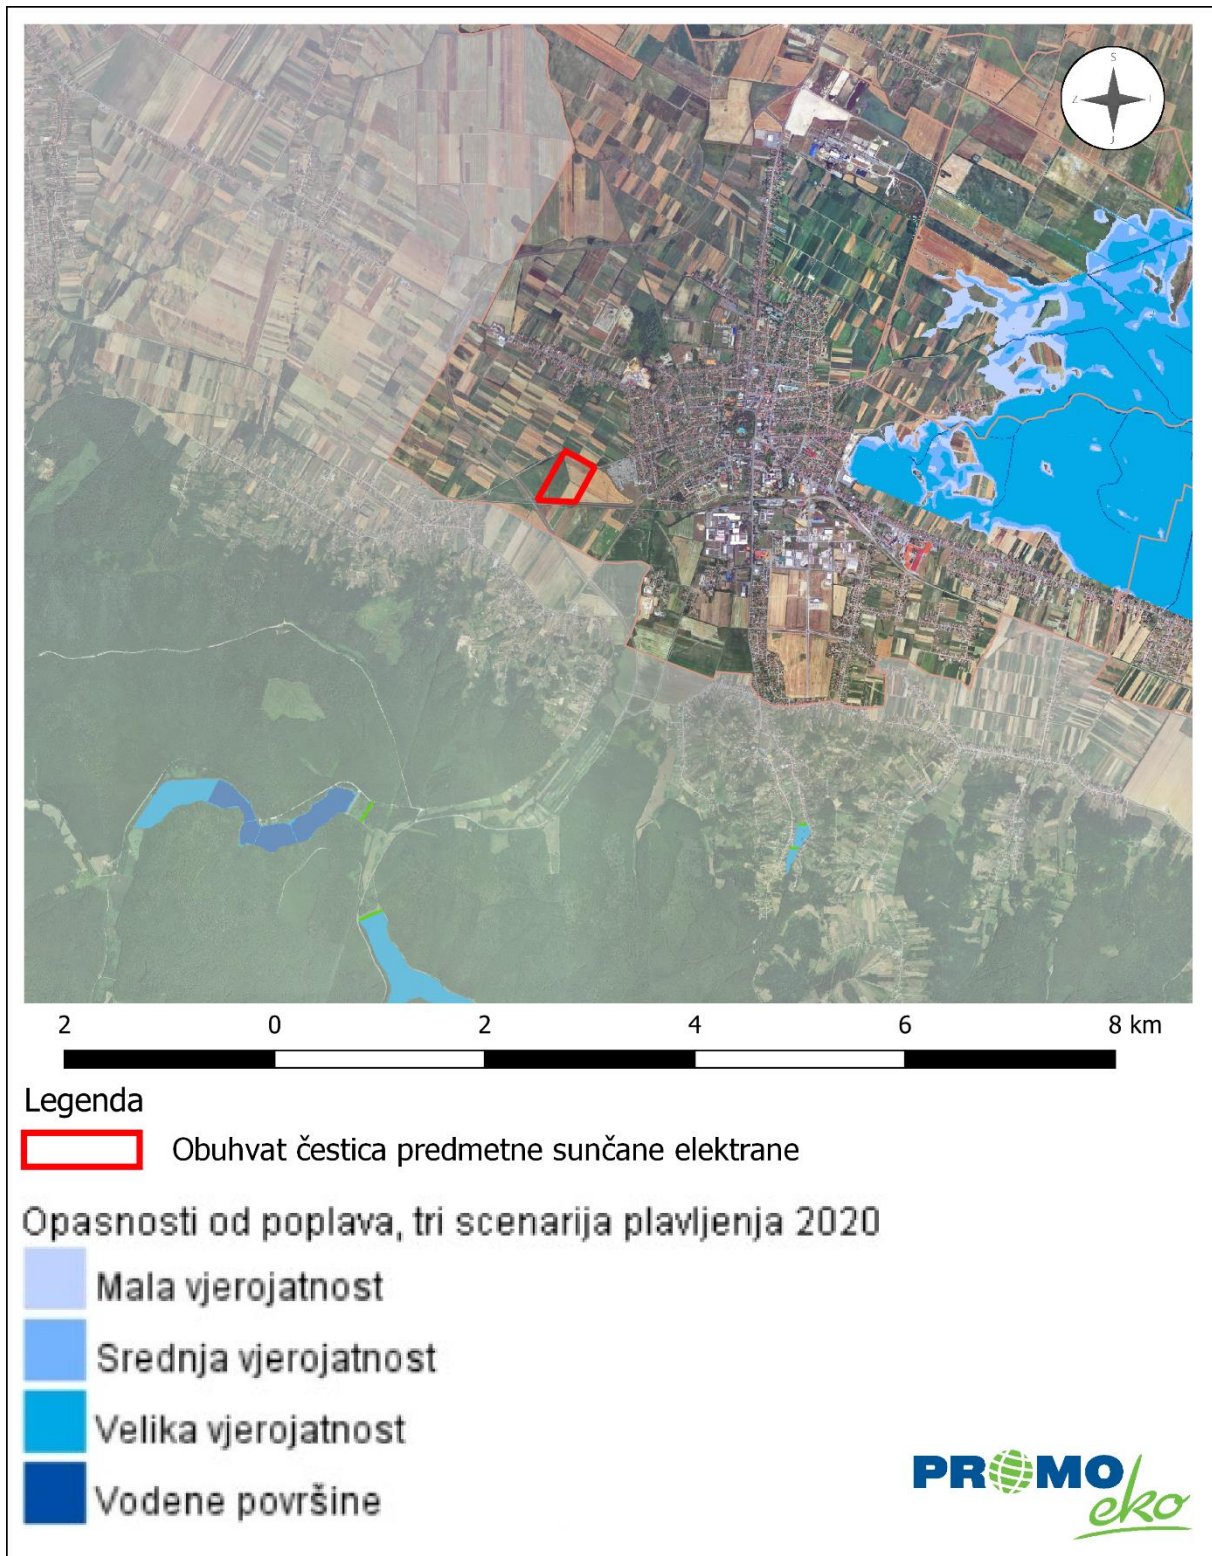 S
Z I
J
2 0 2 4 6 8 km
Legenda
Obuhvat čestica predmetne sunčane elektrane
Opasnosti od poplava, tri scenarija plavljenja 2020
Mala vjerojatnost
Srednja vjerojatnost
Velika vjerojatnost
Vodene površine
PROMO
eko